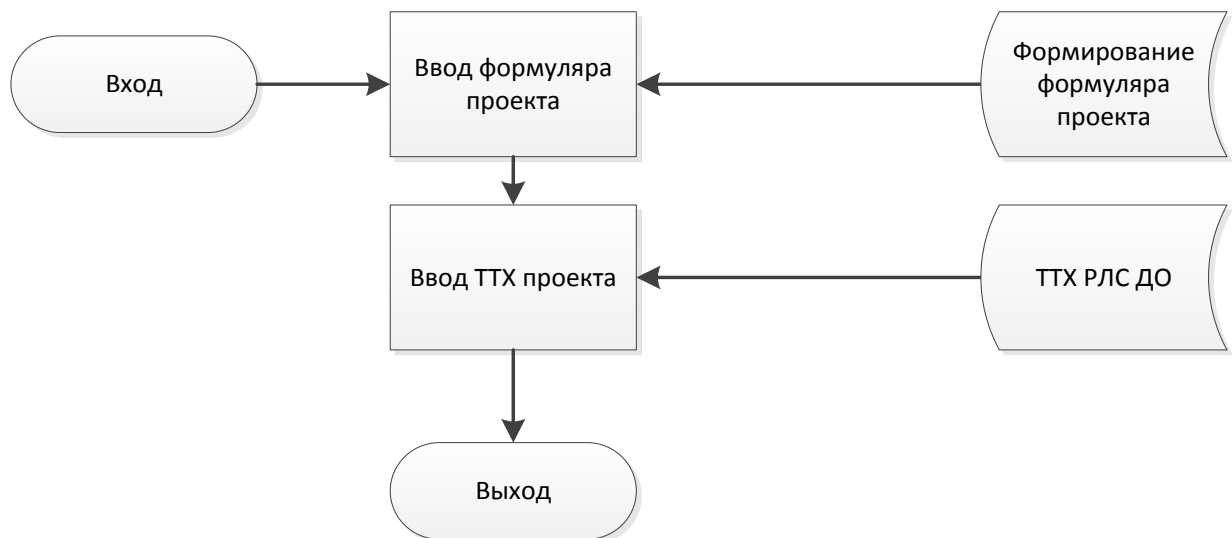 Вход
Ввод формуляра
проекта
Формирование
формуляра
проекта
Ввод ТТХ проекта
ТТХ РЛС ДО
Выход